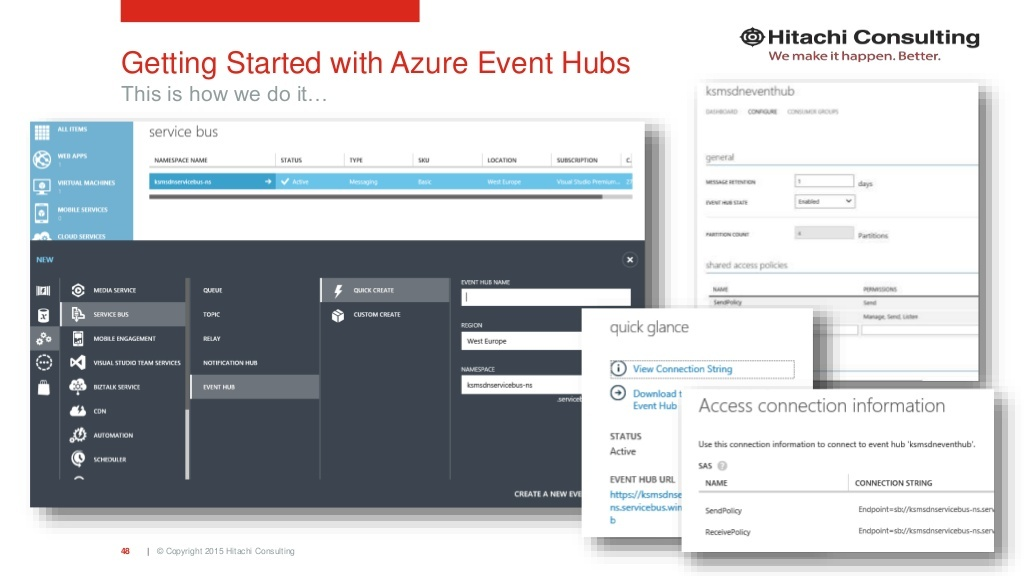 Hitachi Consulting
We make it happen. Better.
Getting Started with Azure Event Hubs
This is how we do it…
ALL ITEMS
WEB APPS
1
VIRTUAL MACHINES
MOBILE SERVICES
CLOUD SERVICES
service bus
NAMESPACE NAME STATUS TYPE SKU LOCATION SUBSCRIPTION C.
ksmsdnservicebus-ns Active Messaging Basic West Europe Visual Studio Premium...
NEW
MEDIA SERVICE
SERVICE BUS
MOBILE ENGAGEMENT
VISUAL STUDIO TEAM SERVICES
BIZTALK SERVICE
CDN
AUTOMATION
SCHEDULER
QUEUE
TOPIC
RELAY
NOTIFICATION HUB
EVENT HUB
QUICK CREATE
CUSTOM CREATE
EVENT HUB NAME
REGION
West Europe
NAMESPACE
ksmsdnservicebus-ns
.serviceb
CREATE A NEW EVE
ksmsdneventhub
DASHBOARD CONFIGURE CONSUMER GROUPS
general
MESSAGE RETENTION 1 days
EVENT HUB STATE Enabled
PARTITION COUNT 4 Partitions
shared access policies
NAME PERMISSIONS
SendPolicy Send
Manage, Send, Listen
quick glance
View Connection String
Download t
Event Hub
STATUS
Active
EVENT HUB URL
https://ksmsdnse
ns.servicebus.win
b
Access connection information
Use this connection information to connect to event hub 'ksmsdneventhub'.
SAS ?
NAME CONNECTION STRING
SendPolicy Endpoint=sb://ksmsdnservicebus-ns.serv
ReceivePolicy Endpoint=sb://ksmsdnservicebus-ns.serv
48 | © Copyright 2015 Hitachi Consulting